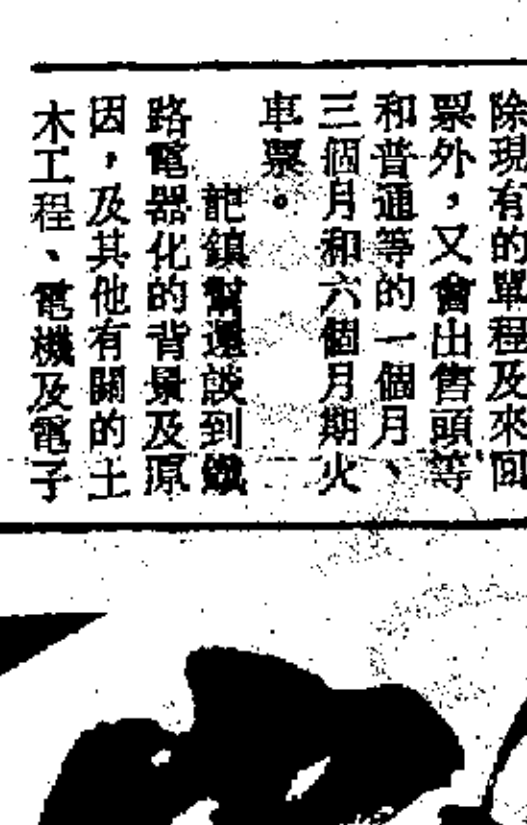 除現有的單程及來回
票外，又會出售頭等
和普通等的一個月、
三個月和六個月期火
車票。
龍鎮幫還談到鐵
路電器化的背景及原
因，及其他有關的土
木工程、電機及電子